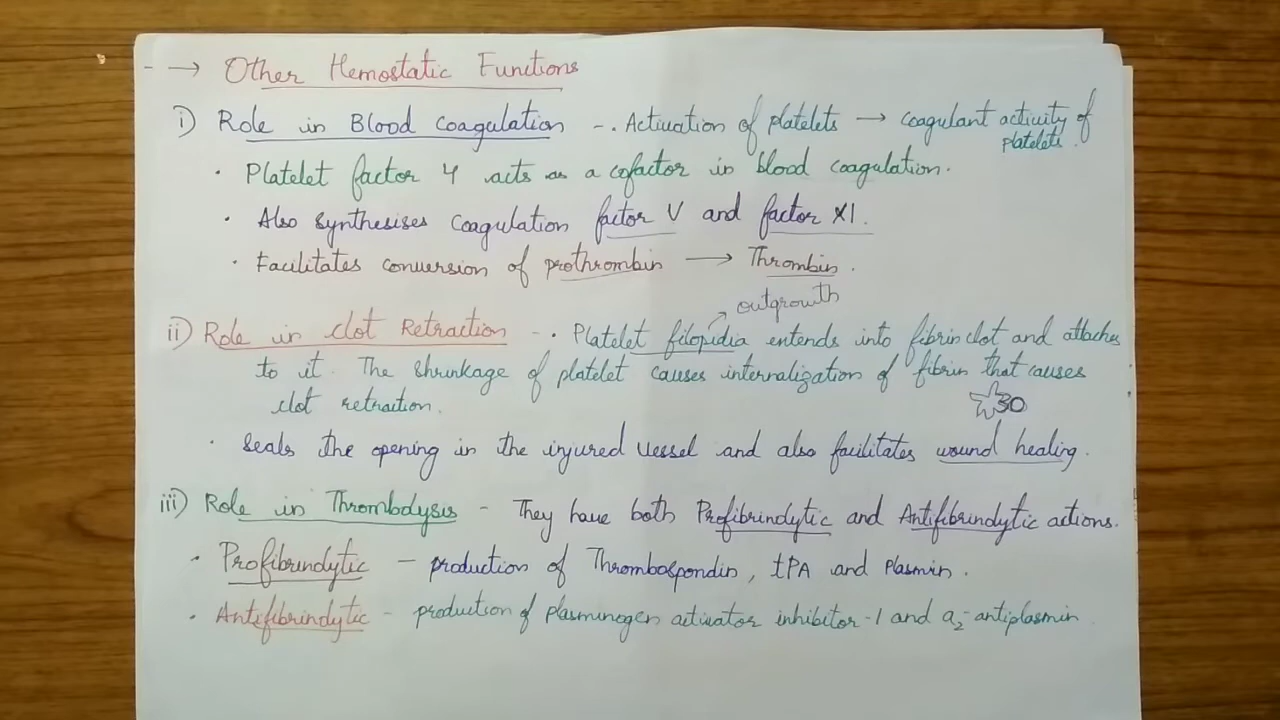 - → Other Hemostatic Functions
i) Role in Blood coagulation -. Activation of platelets → coagulant activity of
platelets.
· Platelet factor 4 acts as a cofactor in blood coagulation.
· Also synthesises coagulation factor V and factor XI.
· Facilitates conversion of prothrombin → Thrombin.
→ outgrowth
ii) Role in clot Retraction -. Platelet filopidia entends into fibrin clot and attaches
to it. The shrinkage of platelet causes internalization of fibrin that causes
clot retraction.
30
· Seals the opening in the injured vessel and also facilitates wound healing.
iii) Role in Thrombolysis - They have both Profibrinolytic and Antifibrinolytic actions.
· Profibrinolytic - production of Thrombospondin, tPA and Plasmin.
· Antifibrinolytic - production of plasminogen activator inhibitor-1 and a₂-antiplasmin